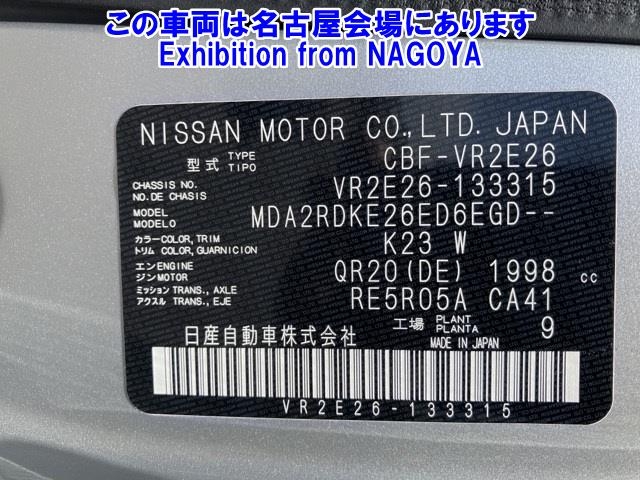 この車両は名古屋会場にあります
Exhibition from NAGOYA
NISSAN MOTOR CO.,LTD. JAPAN
型式 TYPE TIPO CBF-VR2E26
CHASSIS NO. NO.DE CHASIS VR2E26-133315
MODEL MODELO MDA2RDKE26ED6EGD--
カラー COLOR, TRIM トリム COLOR, GUARNICION K23 W
エンジン ENGINE MOTOR QR20(DE) 1998 cc
ミッション TRANS., AXLE アクスル TRANS., EJE RE5R05A CA41
工場 PLANT PLANTA 9
日産自動車株式会社 MADE IN JAPAN
VR2E26-133315